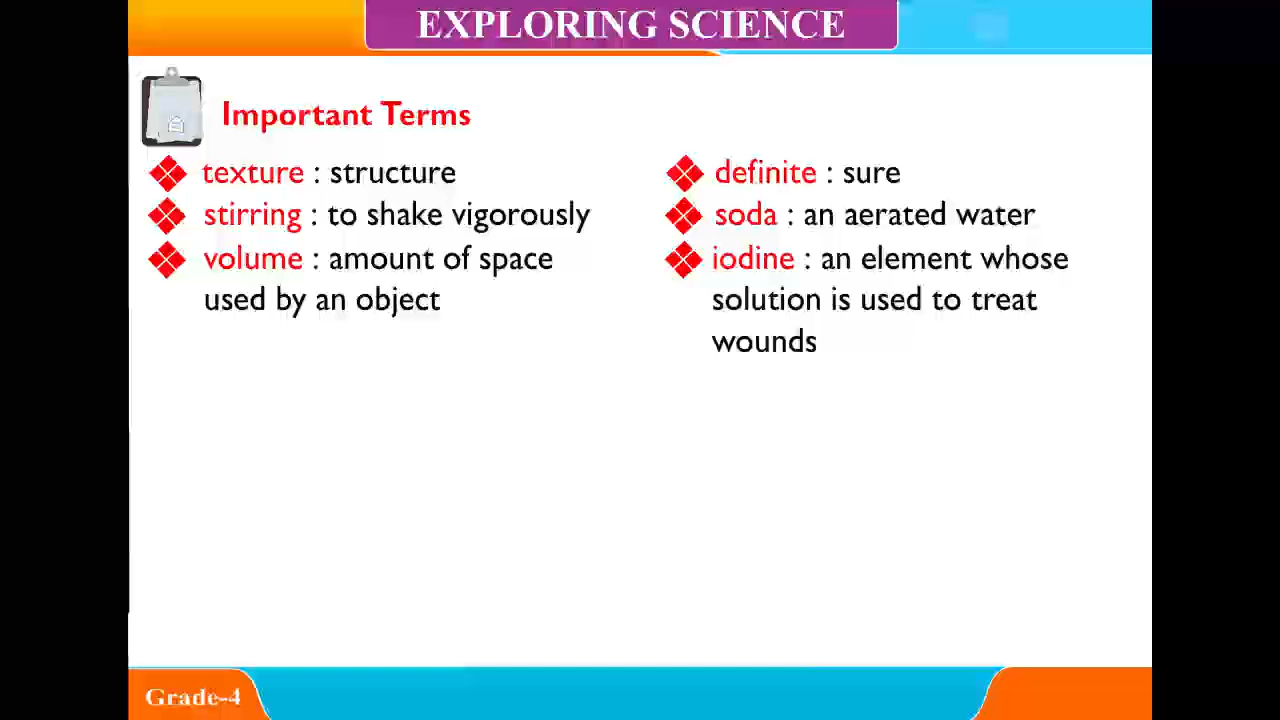 EXPLORING SCIENCE
Important Terms
texture : structure
stirring : to shake vigorously
volume : amount of space
used by an object
definite : sure
soda : an aerated water
iodine : an element whose
solution is used to treat
wounds
Grade-4